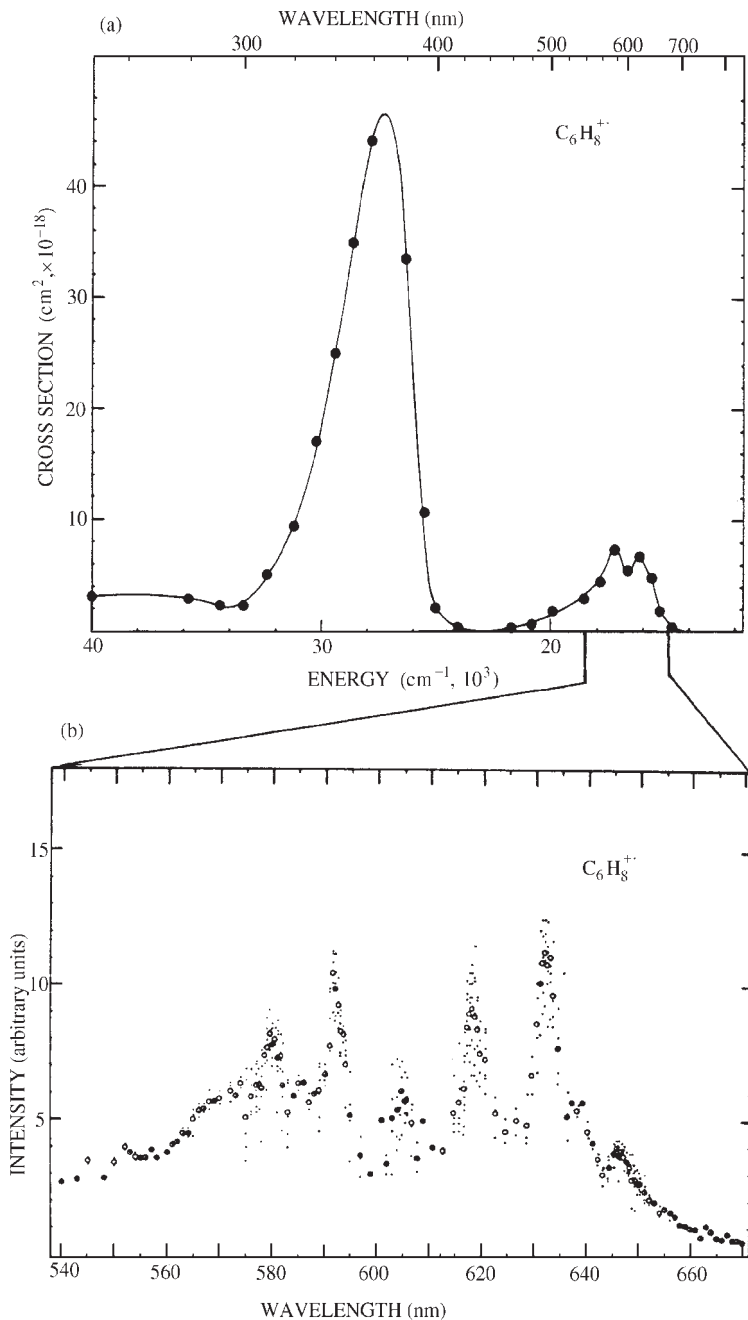 WAVELENGTH (nm)
(a)
300 400 500 600 700
C₆H₈⁺·
40
30
20
10
CROSS SECTION (cm², ×10⁻¹⁸)
40 30 20
ENERGY (cm⁻¹, 10³)
(b)
C₆H₈⁺·
15
10
5
INTENSITY (arbitrary units)
540 560 580 600 620 640 660
WAVELENGTH (nm)